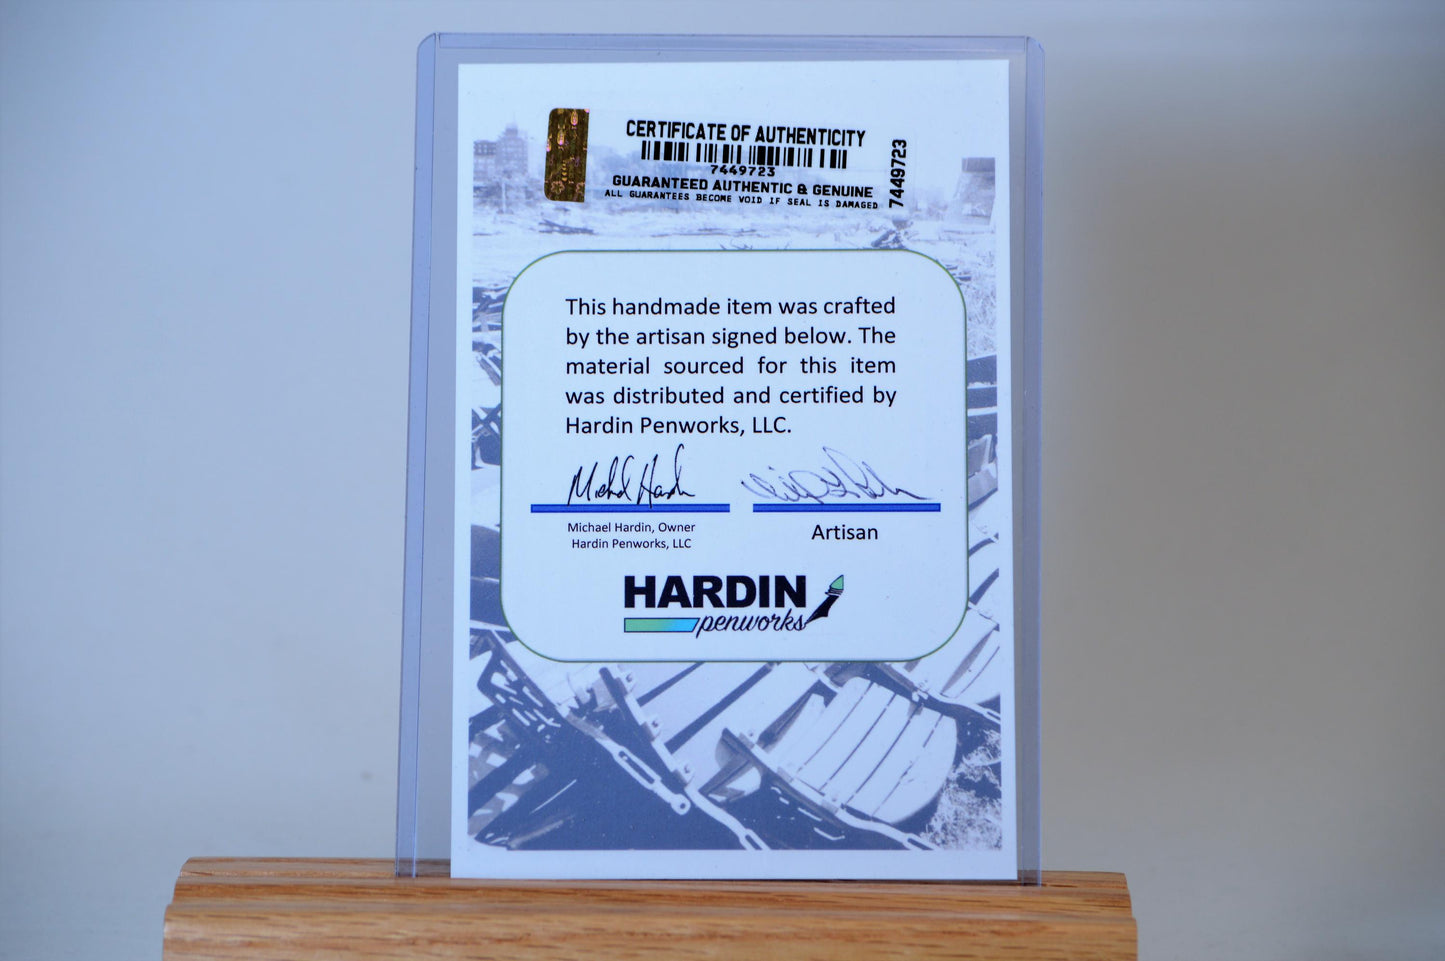 CERTIFICATE OF AUTHENTICITY
7449723
GUARANTEED AUTHENTIC & GENUINE
ALL GUARANTEES BECOME VOID IF SEAL IS DAMAGED
7449723
This handmade item was crafted
by the artisan signed below. The
material sourced for this item
was distributed and certified by
Hardin Penworks, LLC.
Michael Hardin, Owner
Hardin Penworks, LLC
Artisan
HARDIN
penworks